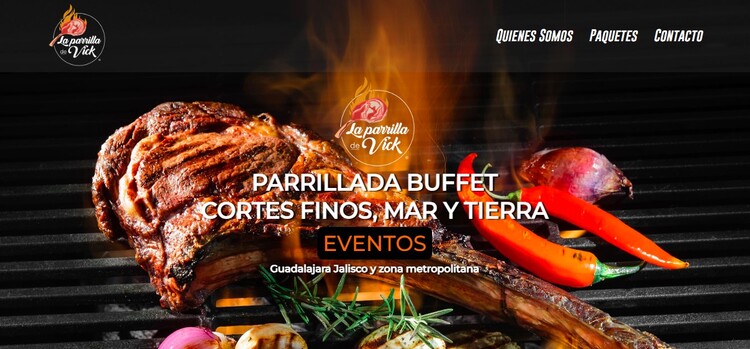 La parrilla
de Vick
Quienes Somos Paquetes Contacto
La parrilla
de Vick
PARRILLADA BUFFET
CORTES FINOS, MAR Y TIERRA
EVENTOS
Guadalajara Jalisco y zona metropolitana